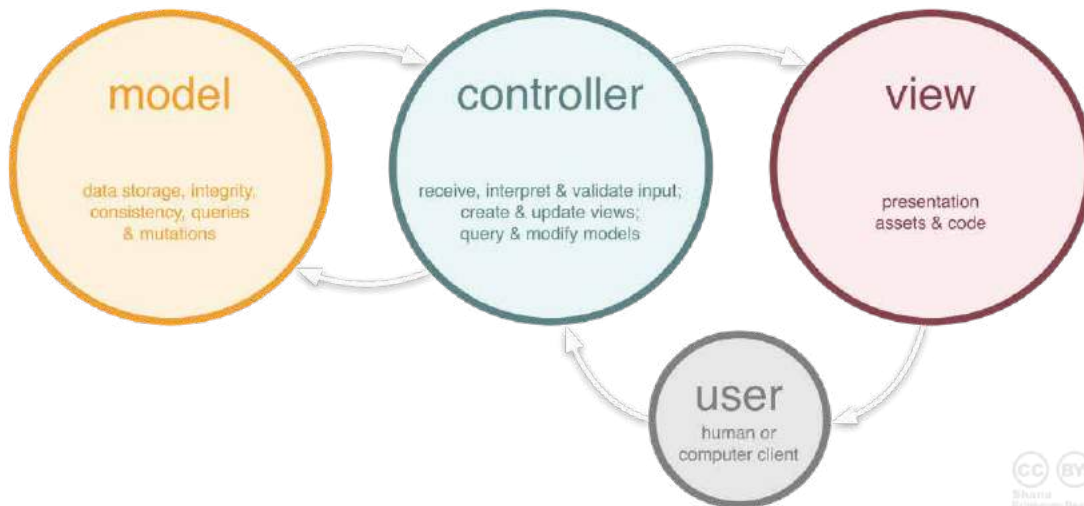 model
data storage, integrity,
consistency, queries
& mutations
controller
receive, interpret & validate input;
create & update views;
query & modify models
view
presentation
assets & code
user
human or
computer client
CC BY
Shana